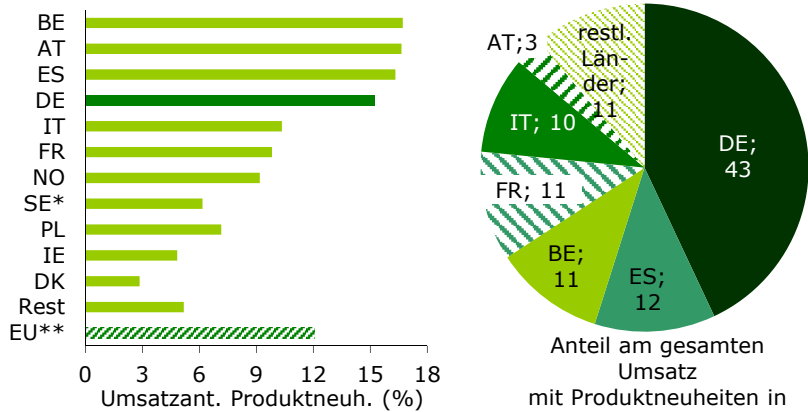 BE
AT
ES
DE
IT
FR
NO
SE*
PL
IE
DK
Rest
EU**
0 3 6 9 12 15 18
Umsatzant. Produktneuh. (%)
restl.
Län-
der;
11
AT;3
IT; 10
FR; 11
BE;
11
ES;
12
DE;
43
Anteil am gesamten
Umsatz
mit Produktneuheiten in